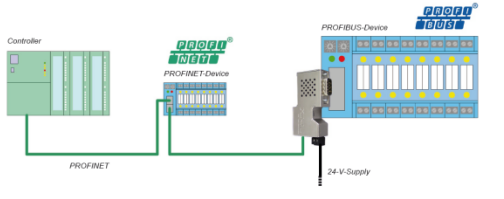 PROFI
BUS®
PROFIBUS-Device
Controller
PROFI®
NET
PROFINET-Device
PROFINET
24-V-Supply